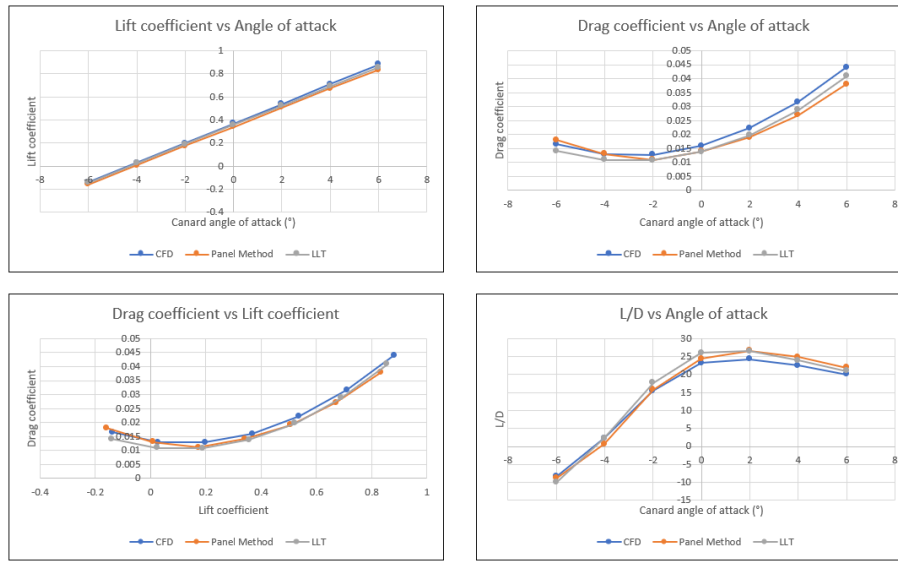 Lift coefficient vs Angle of attack
1
0.8
0.6
0.4
0.2
0
-0.2
-0.4
-8 -6 -4 -2 0 2 4 6 8
Lift coefficient
Canard angle of attack (°)
CFD Panel Method LLT
Drag coefficient vs Angle of attack
0.05
0.045
0.04
0.035
0.03
0.025
0.02
0.015
0.01
0.005
0
-8 -6 -4 -2 0 2 4 6 8
Drag coefficient
Canard angle of attack (°)
CFD Panel Method LLT
Drag coefficient vs Lift coefficient
0.05
0.045
0.04
0.035
0.03
0.025
0.02
0.015
0.01
0.005
0
-0.4 -0.2 0 0.2 0.4 0.6 0.8 1
Drag coefficient
Lift coefficient
CFD Panel Method LLT
L/D vs Angle of attack
30
25
20
15
10
5
0
-5
-10
-15
-8 -6 -4 -2 0 2 4 6 8
L/D
Canard angle of attack (°)
CFD Panel Method LLT